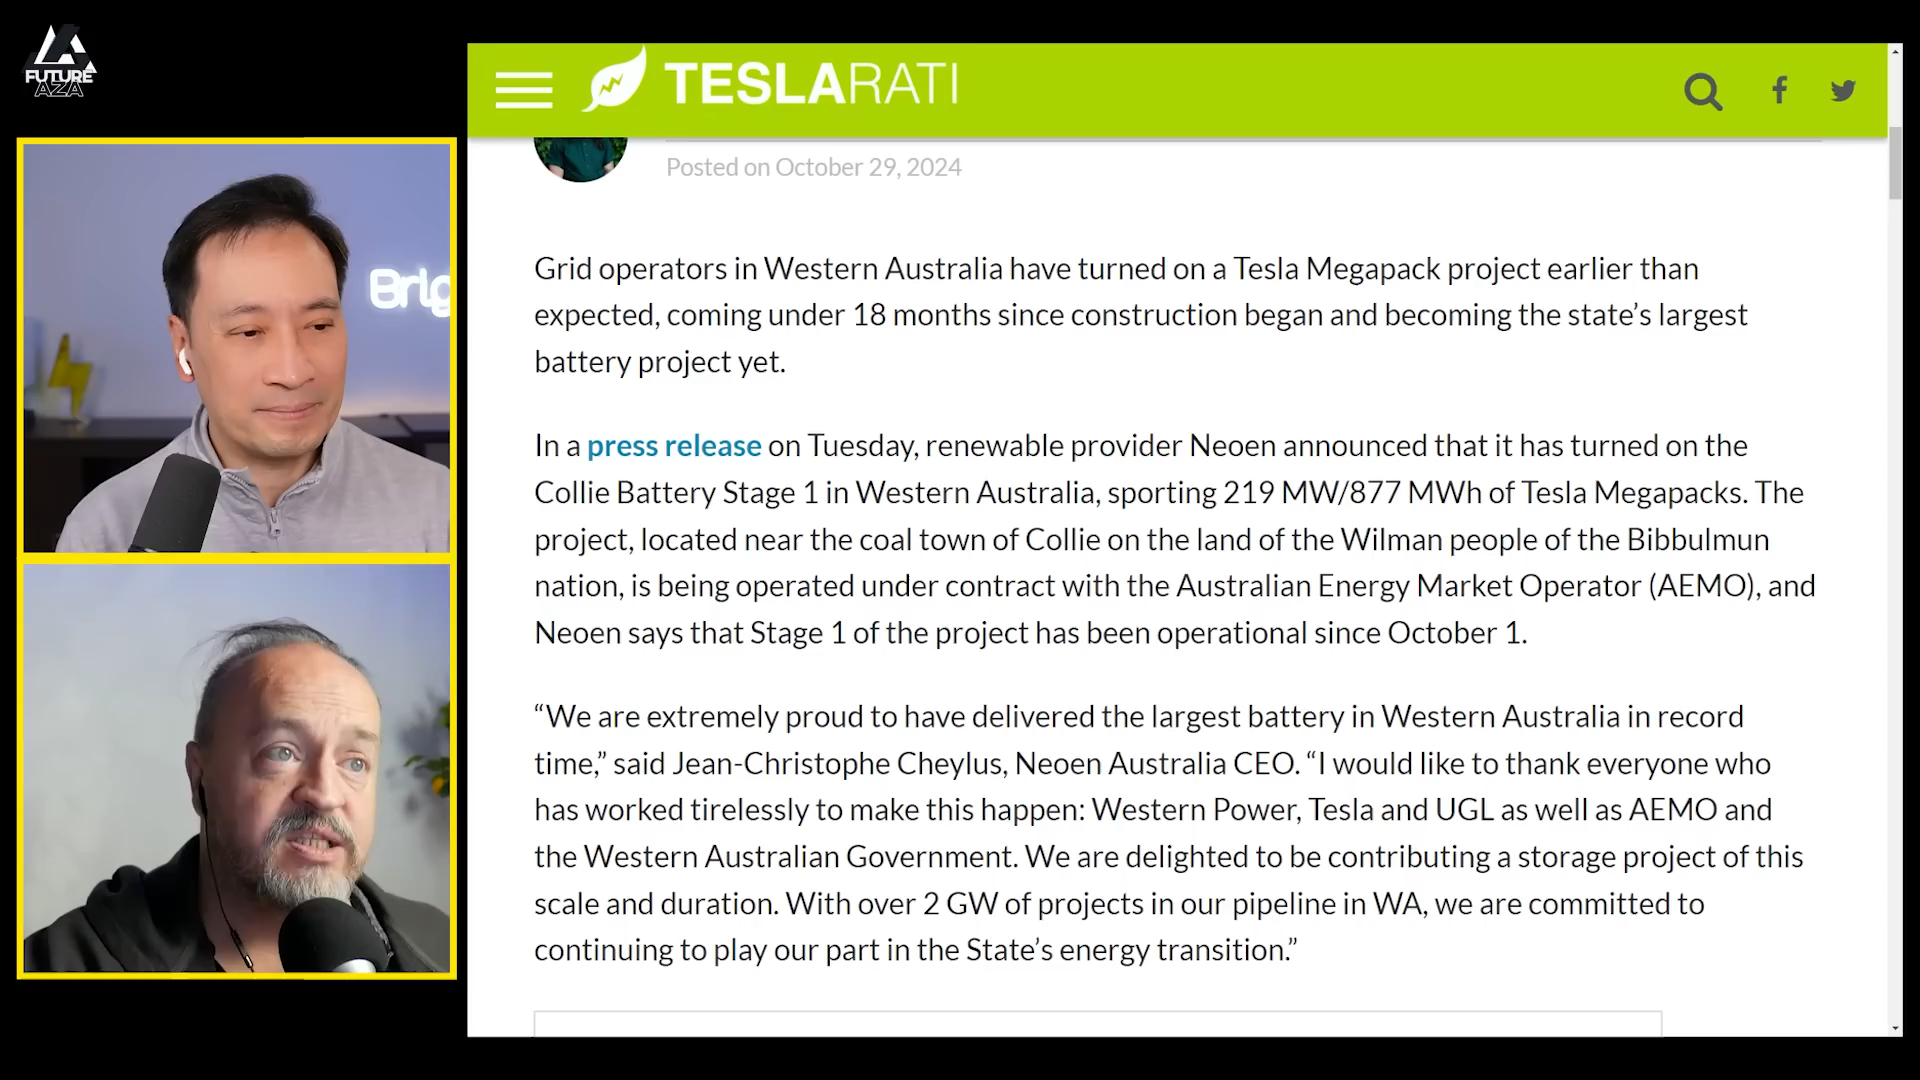 FUTURE
AZA
TESLARATI
Brig
Posted on October 29, 2024
Grid operators in Western Australia have turned on a Tesla Megapack project earlier than
expected, coming under 18 months since construction began and becoming the state’s largest
battery project yet.
In a press release on Tuesday, renewable provider Neoen announced that it has turned on the
Collie Battery Stage 1 in Western Australia, sporting 219 MW/877 MWh of Tesla Megapacks. The
project, located near the coal town of Collie on the land of the Wilman people of the Bibbulmun
nation, is being operated under contract with the Australian Energy Market Operator (AEMO), and
Neoen says that Stage 1 of the project has been operational since October 1.
“We are extremely proud to have delivered the largest battery in Western Australia in record
time,” said Jean-Christophe Cheylus, Neoen Australia CEO. “I would like to thank everyone who
has worked tirelessly to make this happen: Western Power, Tesla and UGL as well as AEMO and
the Western Australian Government. We are delighted to be contributing a storage project of this
scale and duration. With over 2 GW of projects in our pipeline in WA, we are committed to
continuing to play our part in the State’s energy transition.”